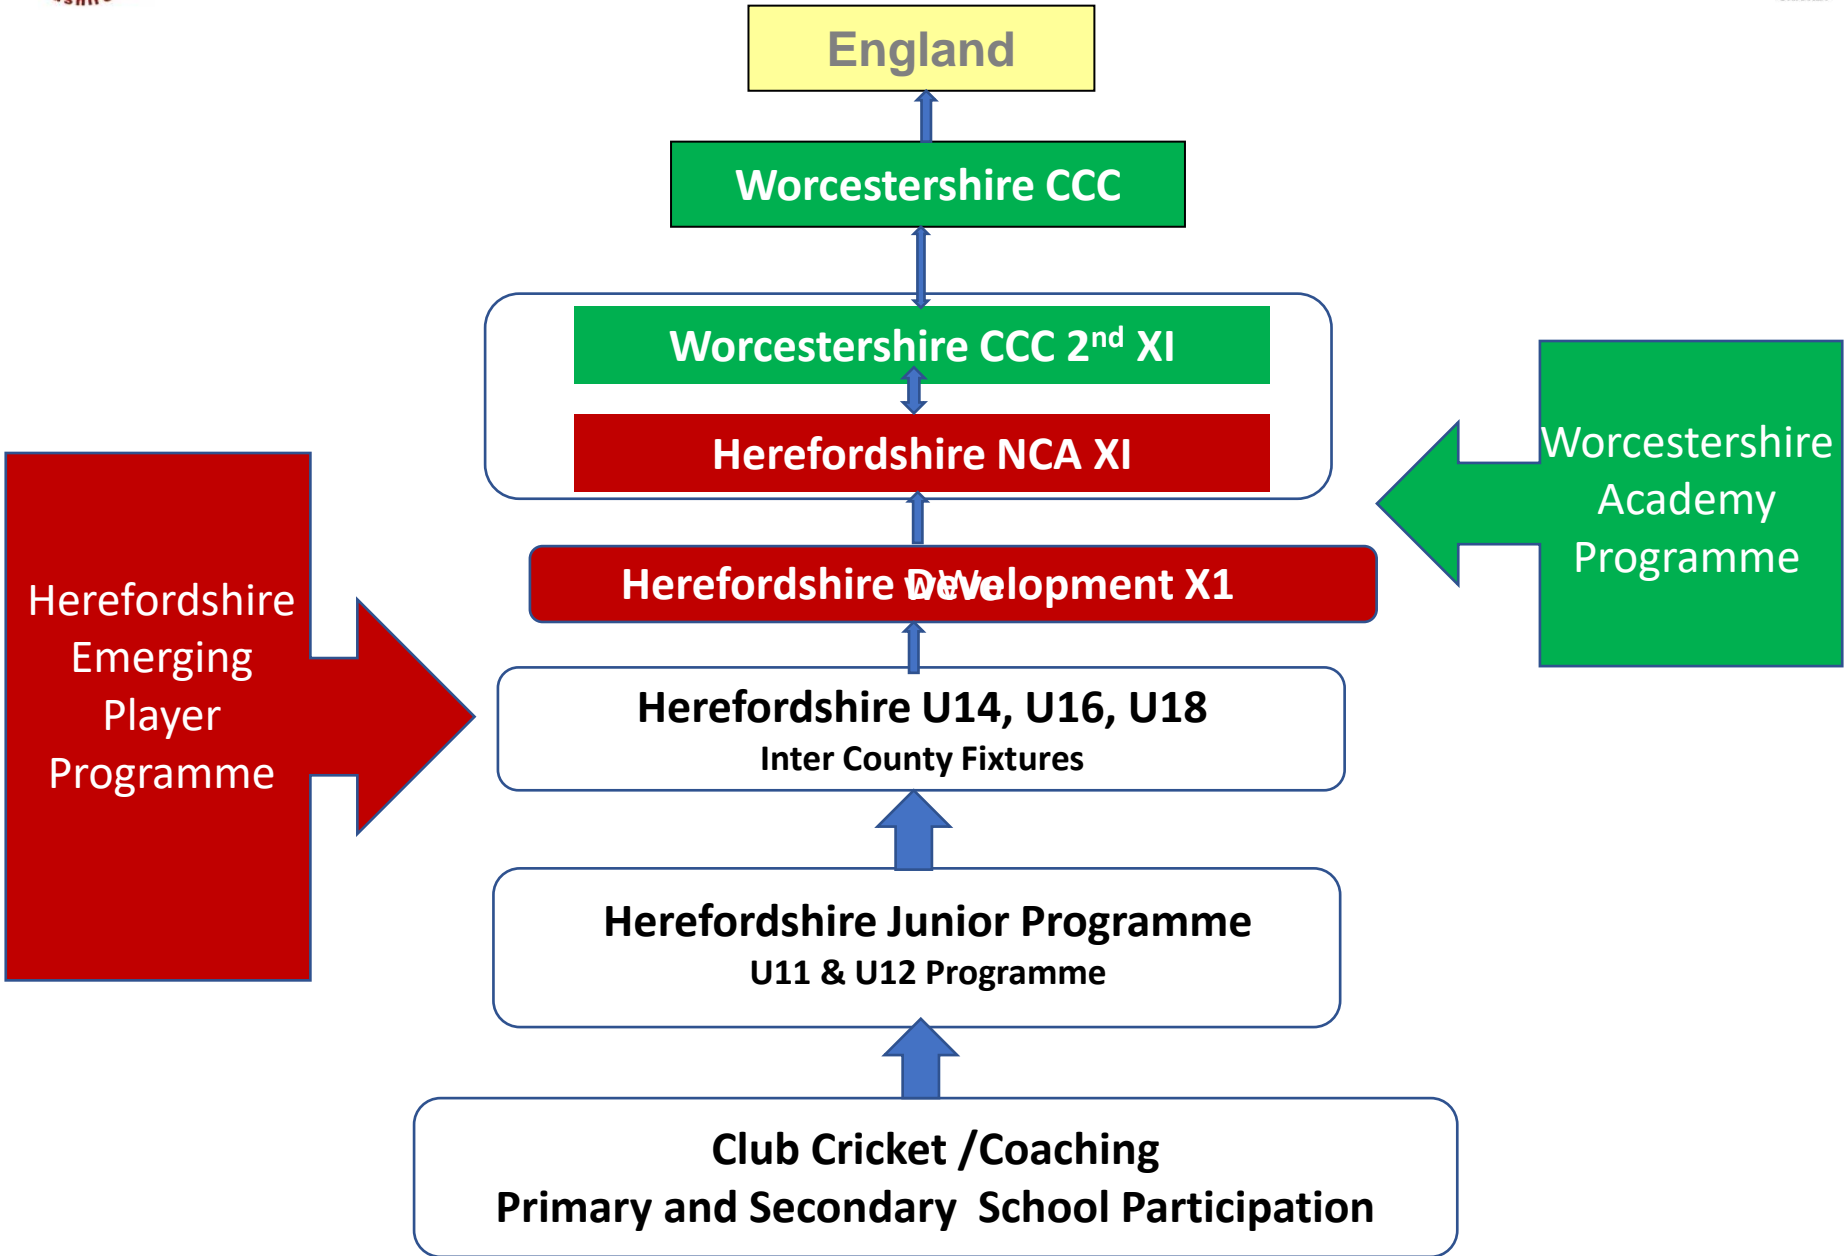 England
Worcestershire CCC
Worcestershire CCC 2nd XI
Herefordshire NCA XI
Herefordshire Development X1
Herefordshire U14, U16, U18
Inter County Fixtures
Herefordshire Junior Programme
U11 & U12 Programme
Club Cricket /Coaching
Primary and Secondary School Participation
Herefordshire
Emerging
Player
Programme
Worcestershire
Academy
Programme